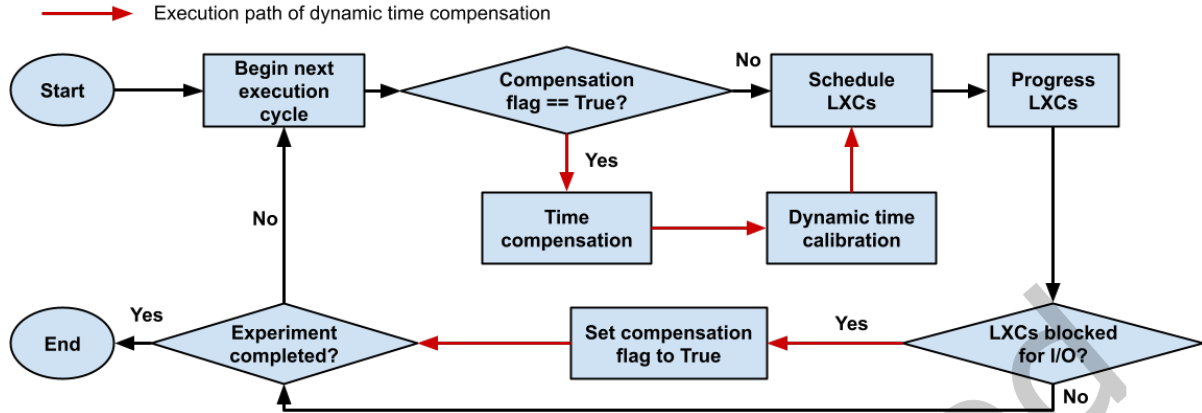 Execution path of dynamic time compensation
Start
Begin next
execution
cycle
Compensation
flag == True?
No
Schedule
LXCs
Progress
LXCs
Yes
Time
compensation
Dynamic time
calibration
No
End
Yes
Experiment
completed?
Set compensation
flag to True
Yes
LXCs blocked
for I/O?
No